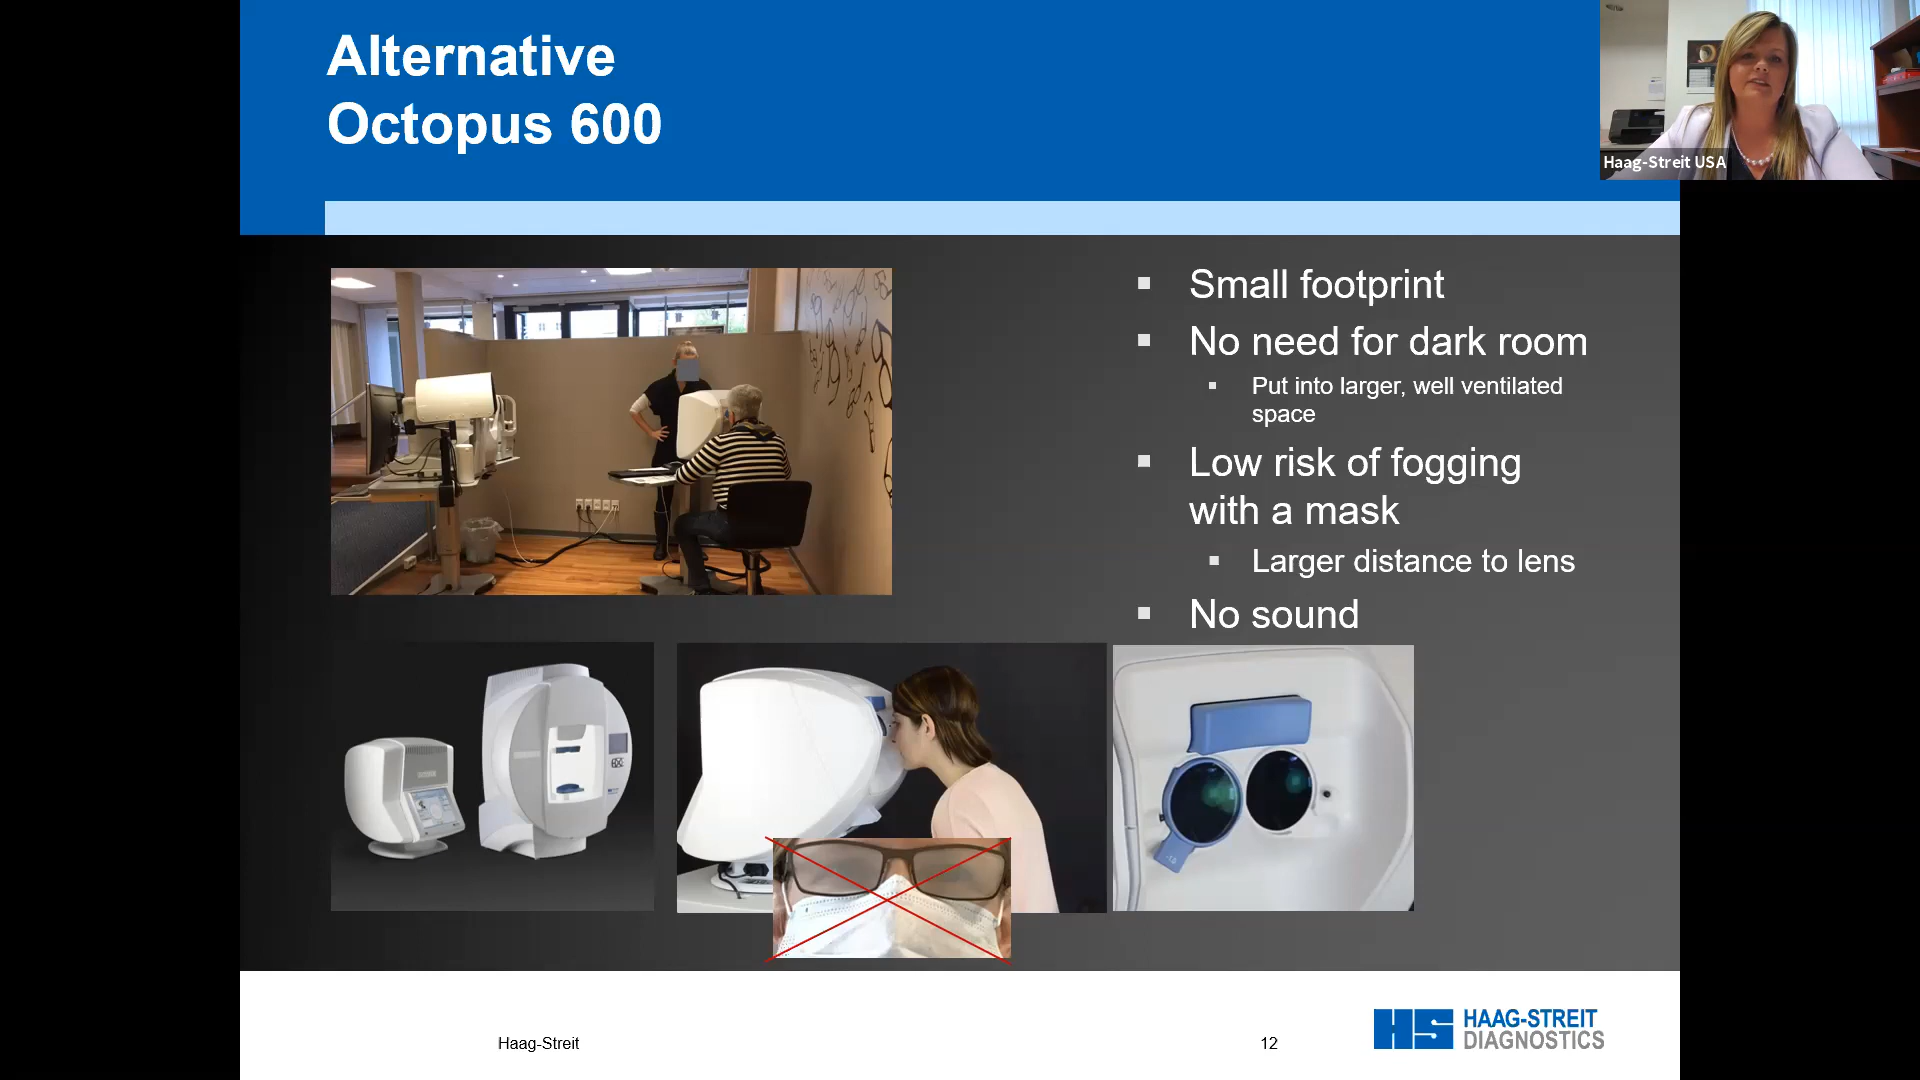 Alternative
Octopus 600
Haag-Streit USA
Small footprint
No need for dark room
Put into larger, well ventilated
space
Low risk of fogging
with a mask
Larger distance to lens
No sound
Haag-Streit
12
HS HAAG-STREIT
DIAGNOSTICS